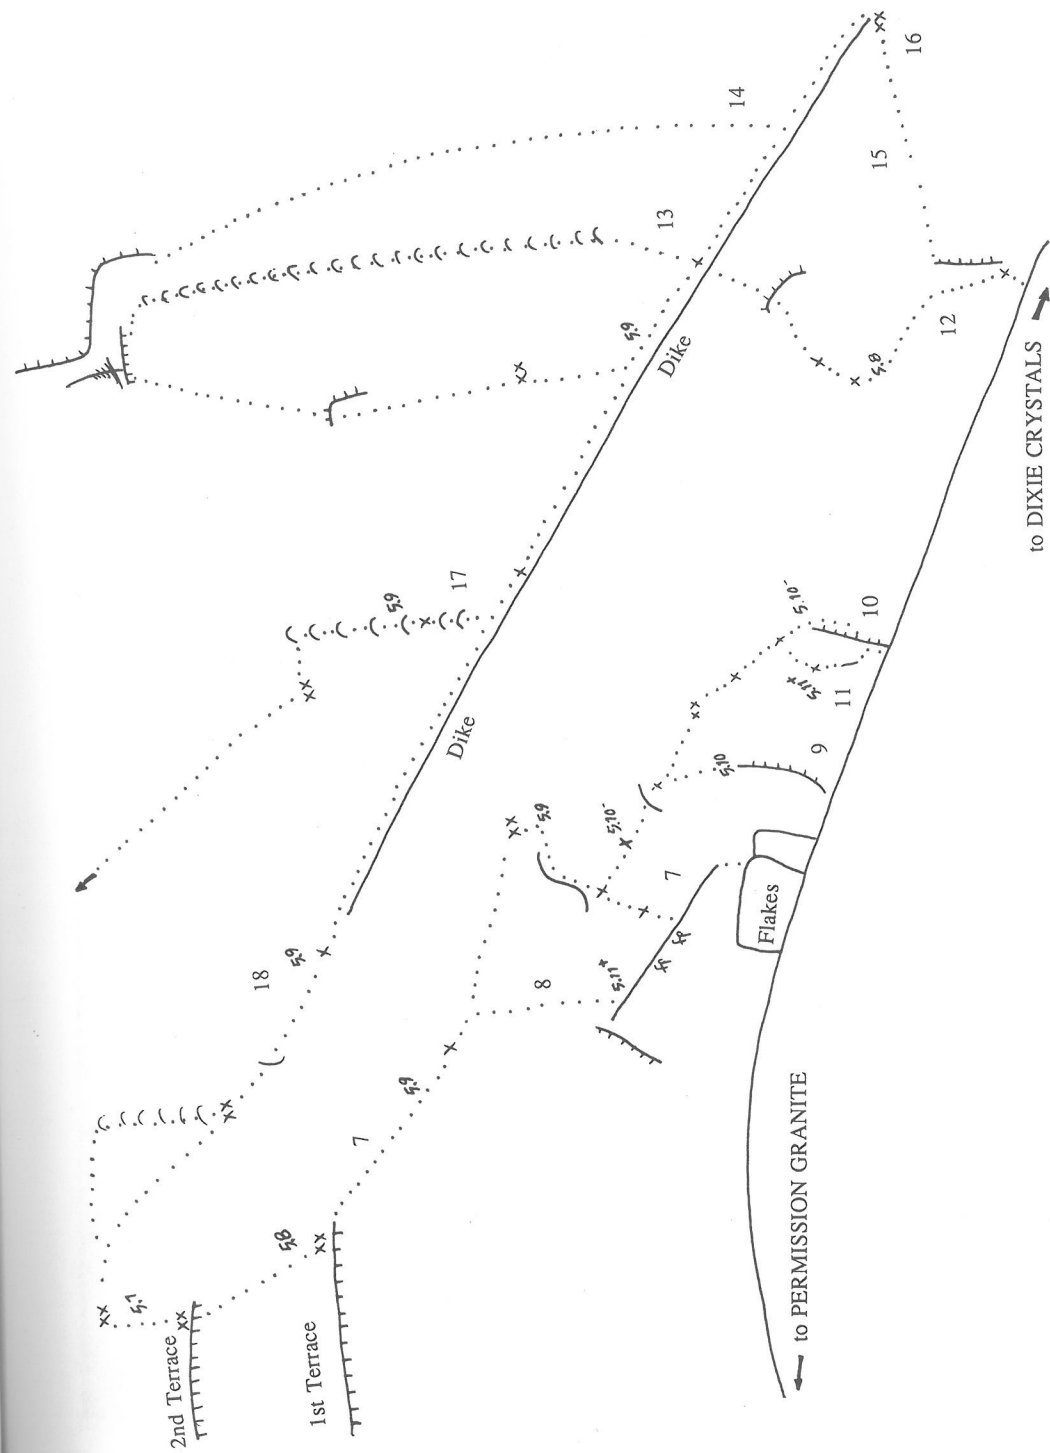 2nd Terrace
5.7
18
5.8
5.9
1st Terrace
7
5.9
5.9
17
Dike
8
5.9
5.10-
5.11+
5.9
fp
fp
13
7
Dike
5.10
14
Flakes
to PERMISSION GRANITE
5.10-
5.11+
9
11
10
5.8
15
16
12
to DIXIE CRYSTALS